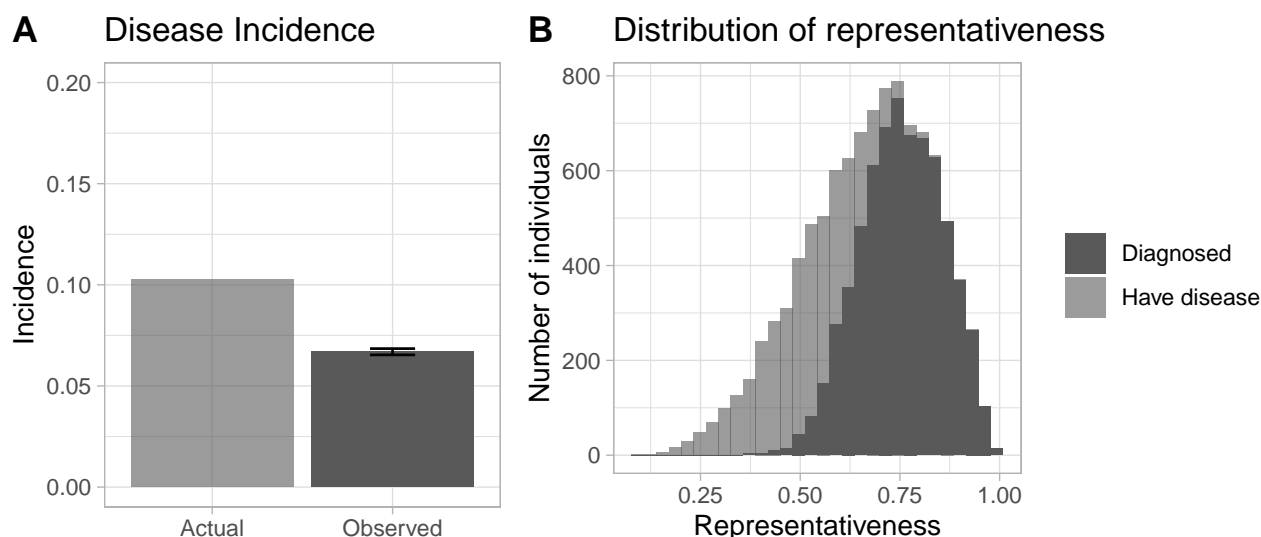 A
Disease Incidence
Incidence
0.20
0.15
0.10
0.05
0.00
Actual
Observed
B
Distribution of representativeness
Number of individuals
800
600
400
200
0
0.25
0.50
0.75
1.00
Representativeness
Diagnosed
Have disease